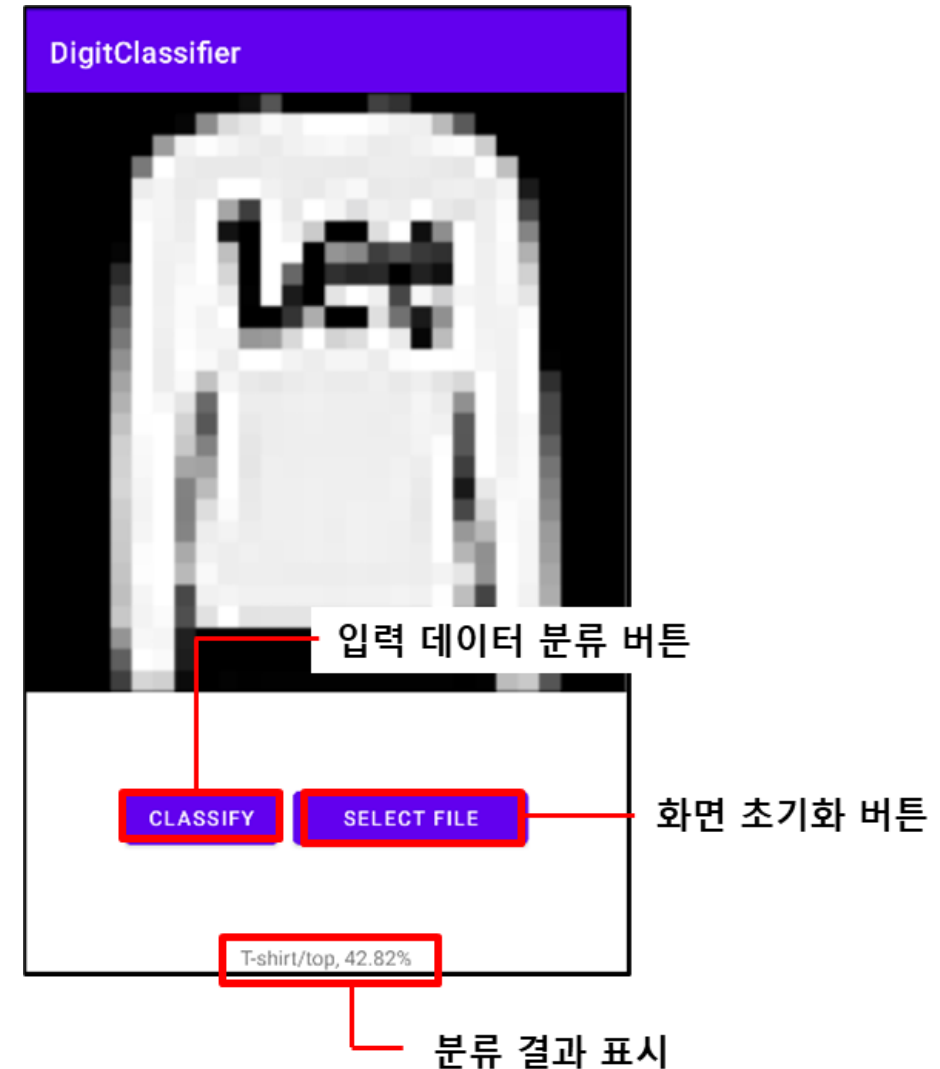 DigitClassifier
입력 데이터 분류 버튼
CLASSIFY
SELECT FILE
화면 초기화 버튼
T-shirt/top, 42.82%
분류 결과 표시